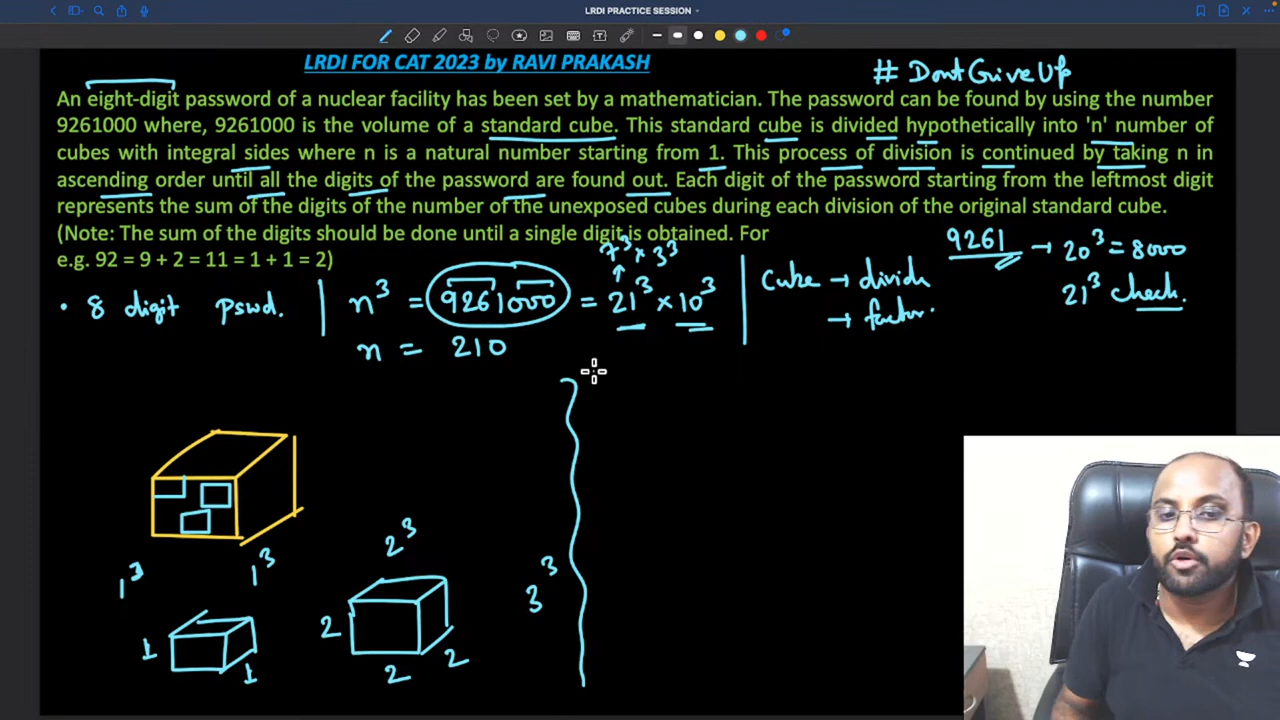 LRDI PRACTICE SESSION
LRDI FOR CAT 2023 by RAVI PRAKASH
# DontGiveUp
An eight-digit password of a nuclear facility has been set by a mathematician. The password can be found by using the number
9261000 where, 9261000 is the volume of a standard cube. This standard cube is divided hypothetically into 'n' number of
cubes with integral sides where n is a natural number starting from 1. This process of division is continued by taking n in
ascending order until all the digits of the password are found out. Each digit of the password starting from the leftmost digit
represents the sum of the digits of the number of the unexposed cubes during each division of the original standard cube.
(Note: The sum of the digits should be done until a single digit is obtained. For
e.g. 92 = 9 + 2 = 11 = 1 + 1 = 2)
7³ × 3³
9261 → 20³ = 8000
21³ check.
• 8 digit pswd.
n³ = 9261000 = 21³ × 10³
n = 210
Cube → divide
→ factor.
1³ 1³ 2³ 3³
1 1 2 2 2